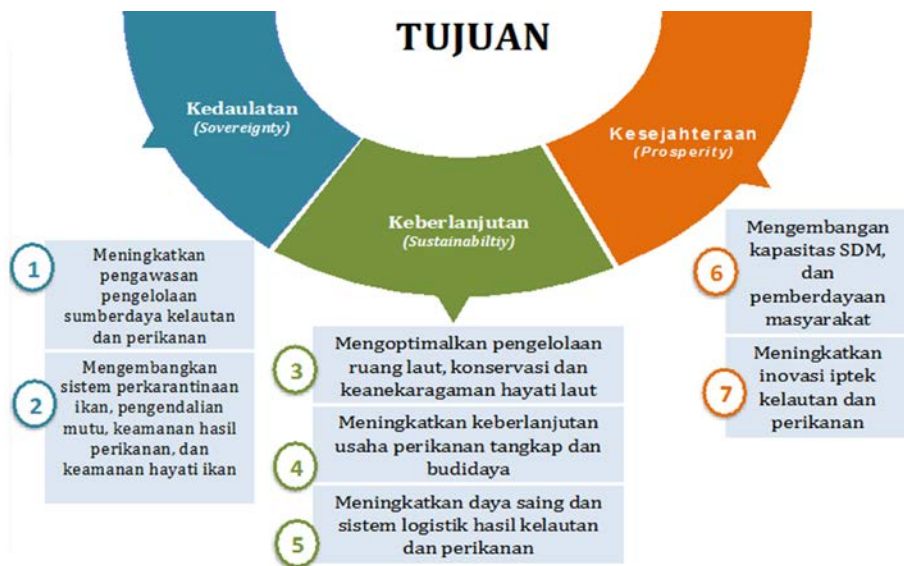 TUJUAN
Kedaulatan
(Sovereignty)
Keberlanjutan
(Sustainabiltiy)
Kesejahteraan
(Prosperity)
1
Meningkatkan
pengawasan
pengelolaan
sumberdaya kelautan
dan perikanan
2
Mengembangkan
sistem perkarantinaan
ikan, pengendalian
mutu, keamanan hasil
perikanan, dan
keamanan hayati ikan
3
Mengoptimalkan pengelolaan
ruang laut, konservasi dan
keanekaragaman hayati laut
4
Meningkatkan keberlanjutan
usaha perikanan tangkap dan
budidaya
5
Meningkatkan daya saing dan
sistem logistik hasil kelautan
dan perikanan
6
Mengembangan
kapasitas SDM,
dan
pemberdayaan
masyarakat
7
Meningkatkan
inovasi iptek
kelautan dan
perikanan